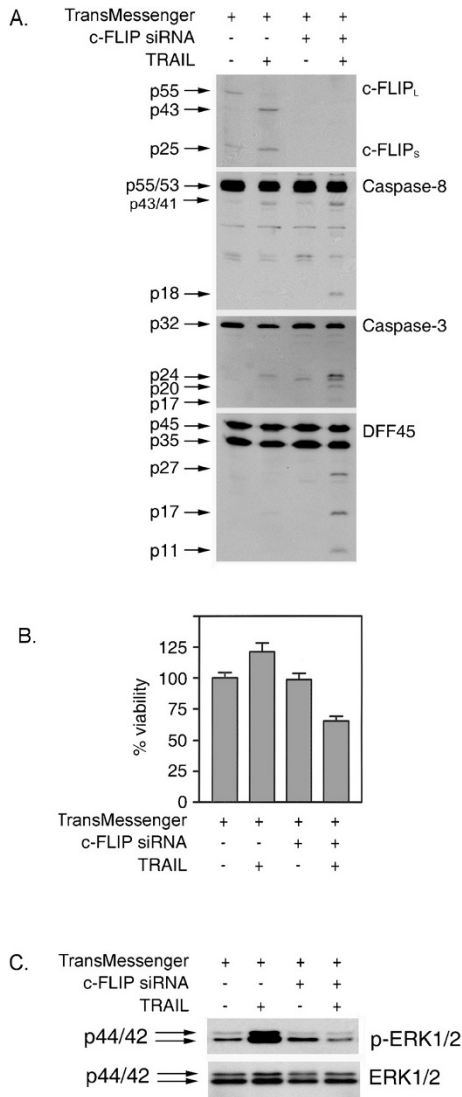 A.
TransMessenger + + + +
c-FLIP siRNA - - + +
TRAIL - + - +
p55 c-FLIPL
p43
p25 c-FLIPS
p55/53 Caspase-8
p43/41
p18
p32 Caspase-3
p24
p20
p17
p45 DFF45
p35
p27
p17
p11
B.
% viability
125
100
75
50
25
0
TransMessenger + + + +
c-FLIP siRNA - - + +
TRAIL - + - +
C.
TransMessenger + + + +
c-FLIP siRNA - - + +
TRAIL - + - +
p44/42 p-ERK1/2
p44/42 ERK1/2